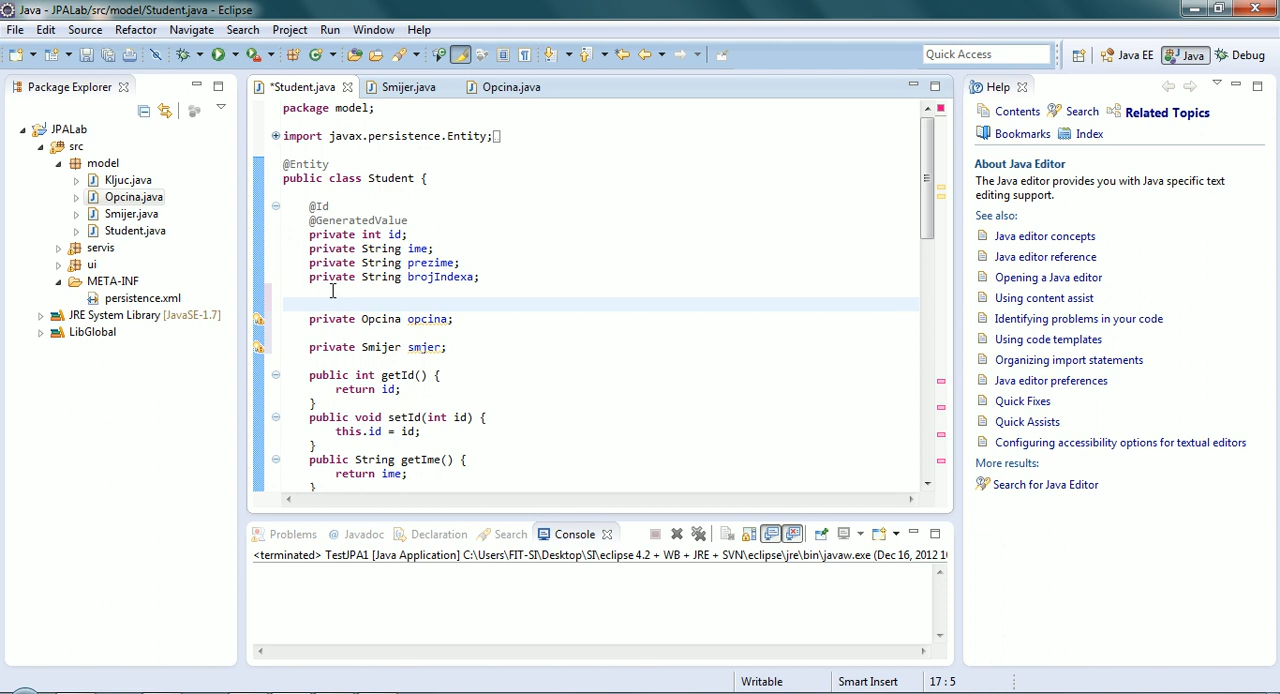 Java - JPALab/src/model/Student.java - Eclipse
File Edit Source Refactor Navigate Search Project Run Window Help
Quick Access
Java EE Java Debug
Package Explorer
JPALab
src
model
Kljuc.java
Opcina.java
Smijer.java
Student.java
servis
ui
META-INF
persistence.xml
JRE System Library [JavaSE-1.7]
LibGlobal
*Student.java Smijer.java Opcina.java
package model;
import javax.persistence.Entity;
@Entity
public class Student {
@Id
@GeneratedValue
private int id;
private String ime;
private String prezime;
private String brojIndexa;
private Opcina opcina;
private Smijer smjer;
public int getId() {
return id;
}
public void setId(int id) {
this.id = id;
}
public String getIme() {
return ime;
}
Problems Javadoc Declaration Search Console
<terminated> TestJPA1 [Java Application] C:\Users\FIT-SI\Desktop\SI\eclipse 4.2 + WB + JRE + SVN\eclipse\jre\bin\javaw.exe (Dec 16, 2012 1
Help
Contents Search Related Topics
Bookmarks Index
About Java Editor
The Java editor provides you with Java specific text
editing support.
See also:
Java editor concepts
Java editor reference
Opening a Java editor
Using content assist
Identifying problems in your code
Using code templates
Organizing import statements
Java editor preferences
Quick Fixes
Quick Assists
Configuring accessibility options for textual editors
More results:
Search for Java Editor
Writable Smart Insert 17 : 5